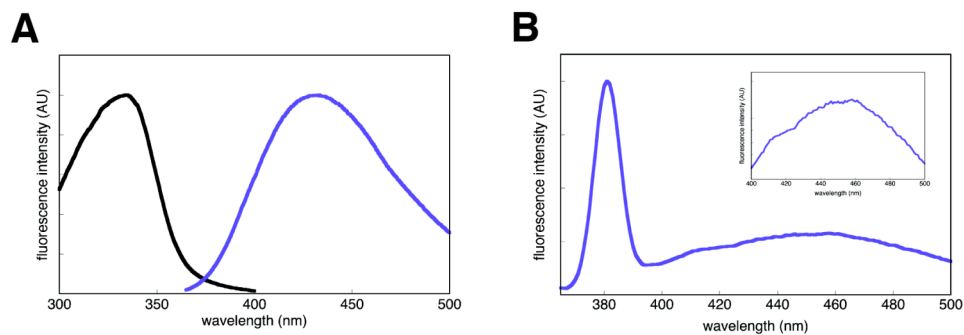 A
fluorescence intensity (AU)
300
350
400
450
500
wavelength (nm)
B
fluorescence intensity (AU)
380
400
420
440
460
480
500
wavelength (nm)
fluorescence intensity (AU)
400
420
440
460
480
500
wavelength (nm)